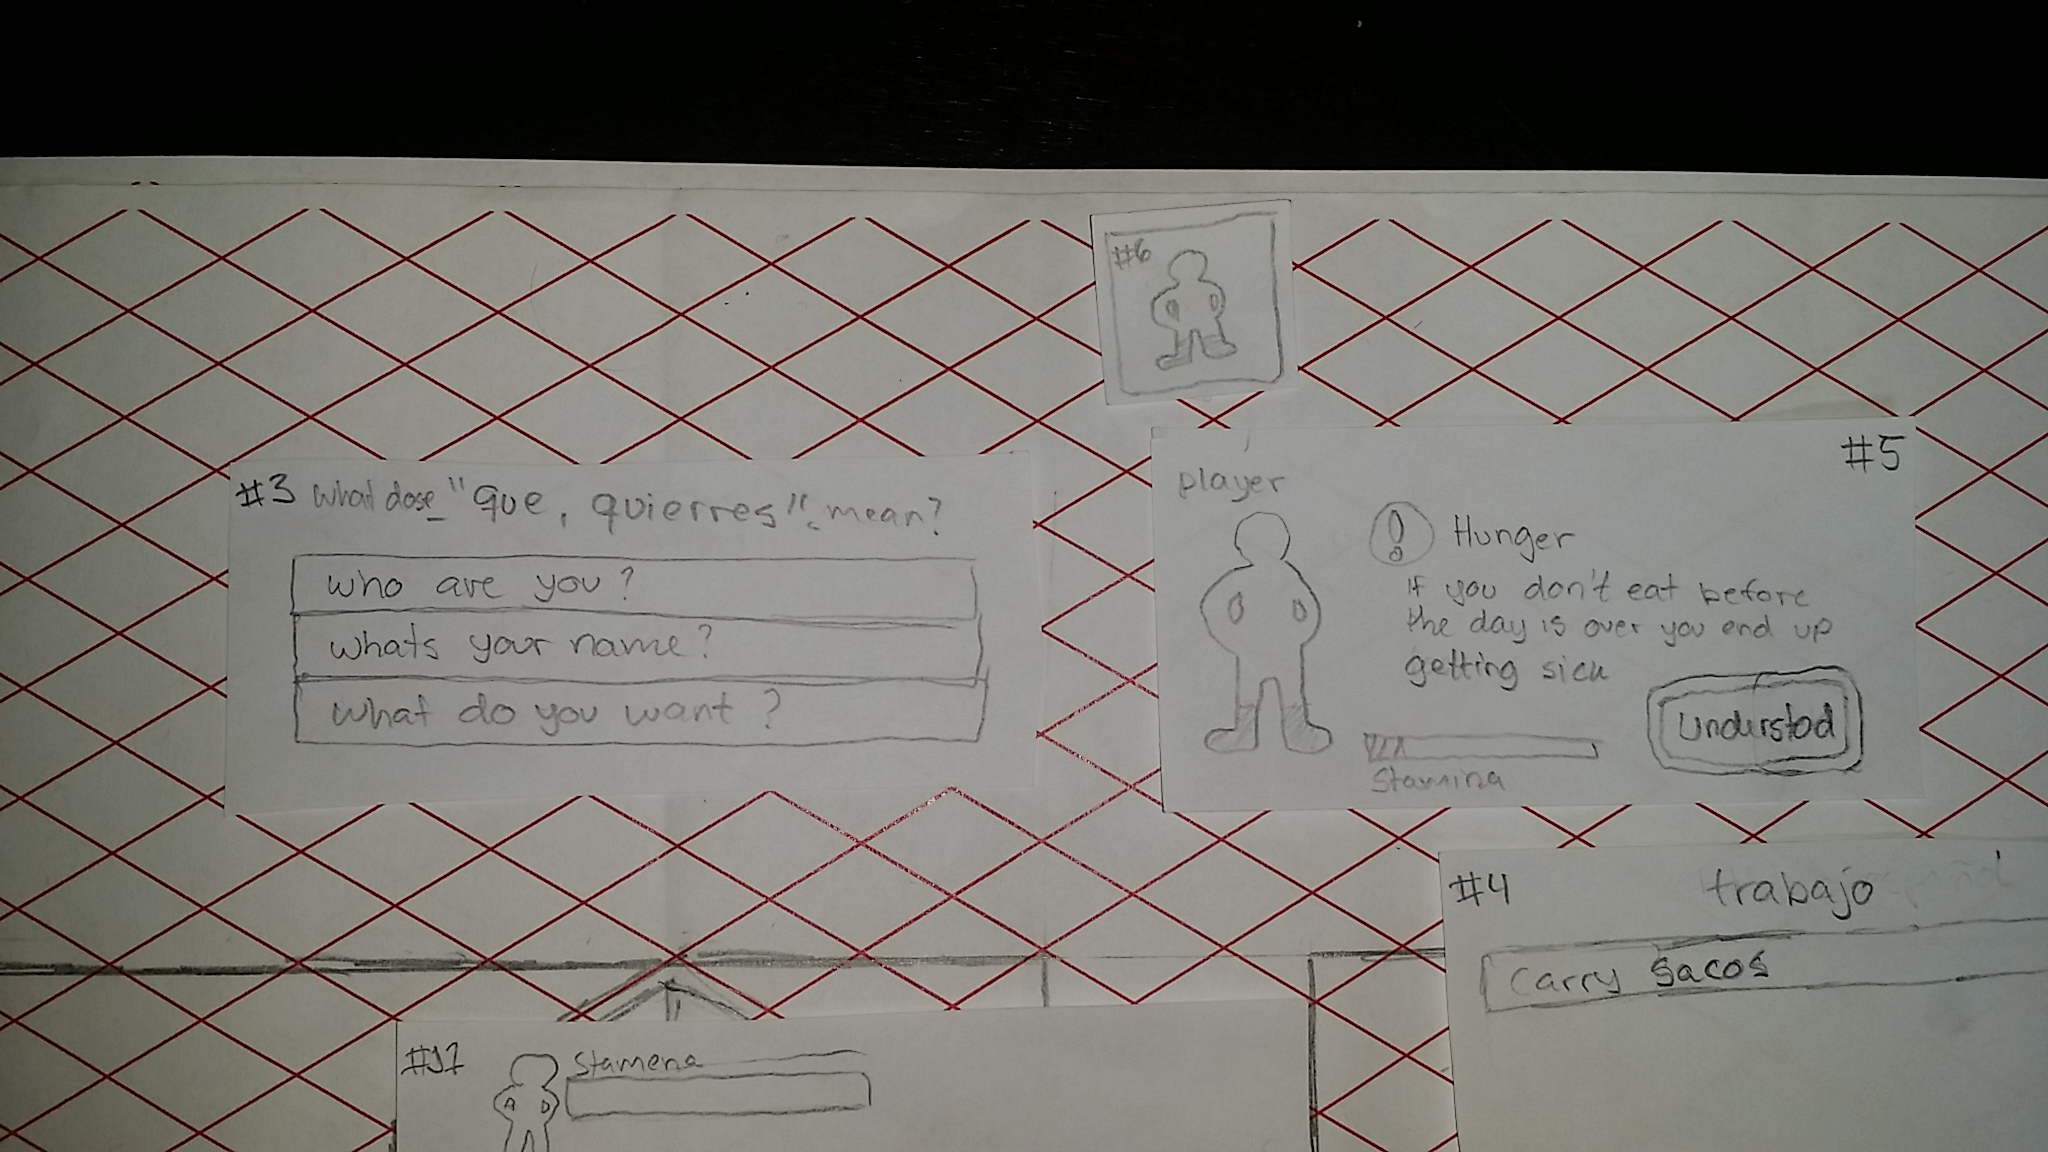 #6
#3 What dose "que, quierres" mean?
Who are you?
whats your name?
what do you want?
#5
player
Hunger
If you don't eat before
the day is over you end up
getting sick
Stamina
Understod
#4
trabajo
Carry sacos
Stamena